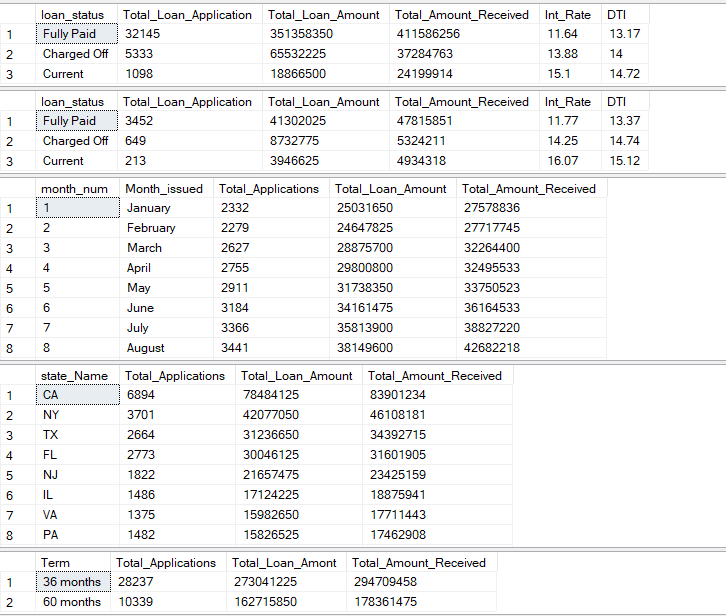 loan_status Total_Loan_Application Total_Loan_Amount Total_Amount_Received Int_Rate DTI
1 Fully Paid 32145 351358350 411586256 11.64 13.17
2 Charged Off 5333 65532225 37284763 13.88 14
3 Current 1098 18866500 24199914 15.1 14.72
loan_status Total_Loan_Application Total_Loan_Amount Total_Amount_Received Int_Rate DTI
1 Fully Paid 3452 41302025 47815851 11.77 13.37
2 Charged Off 649 8732775 5324211 14.25 14.74
3 Current 213 3946625 4934318 16.07 15.12
month_num Month_issued Total_Applications Total_Loan_Amount Total_Amount_Received
1 1 January 2332 25031650 27578836
2 2 February 2279 24647825 27717745
3 3 March 2627 28875700 32264400
4 4 April 2755 29800800 32495533
5 5 May 2911 31738350 33750523
6 6 June 3184 34161475 36164533
7 7 July 3366 35813900 38827220
8 8 August 3441 38149600 42682218
state_Name Total_Applications Total_Loan_Amount Total_Amount_Received
1 CA 6894 78484125 83901234
2 NY 3701 42077050 46108181
3 TX 2664 31236650 34392715
4 FL 2773 30046125 31601905
5 NJ 1822 21657475 23425159
6 IL 1486 17124225 18875941
7 VA 1375 15982650 17711443
8 PA 1482 15826525 17462908
Term Total_Applications Total_Loan_Amont Total_Amount_Received
1 36 months 28237 273041225 294709458
2 60 months 10339 162715850 178361475